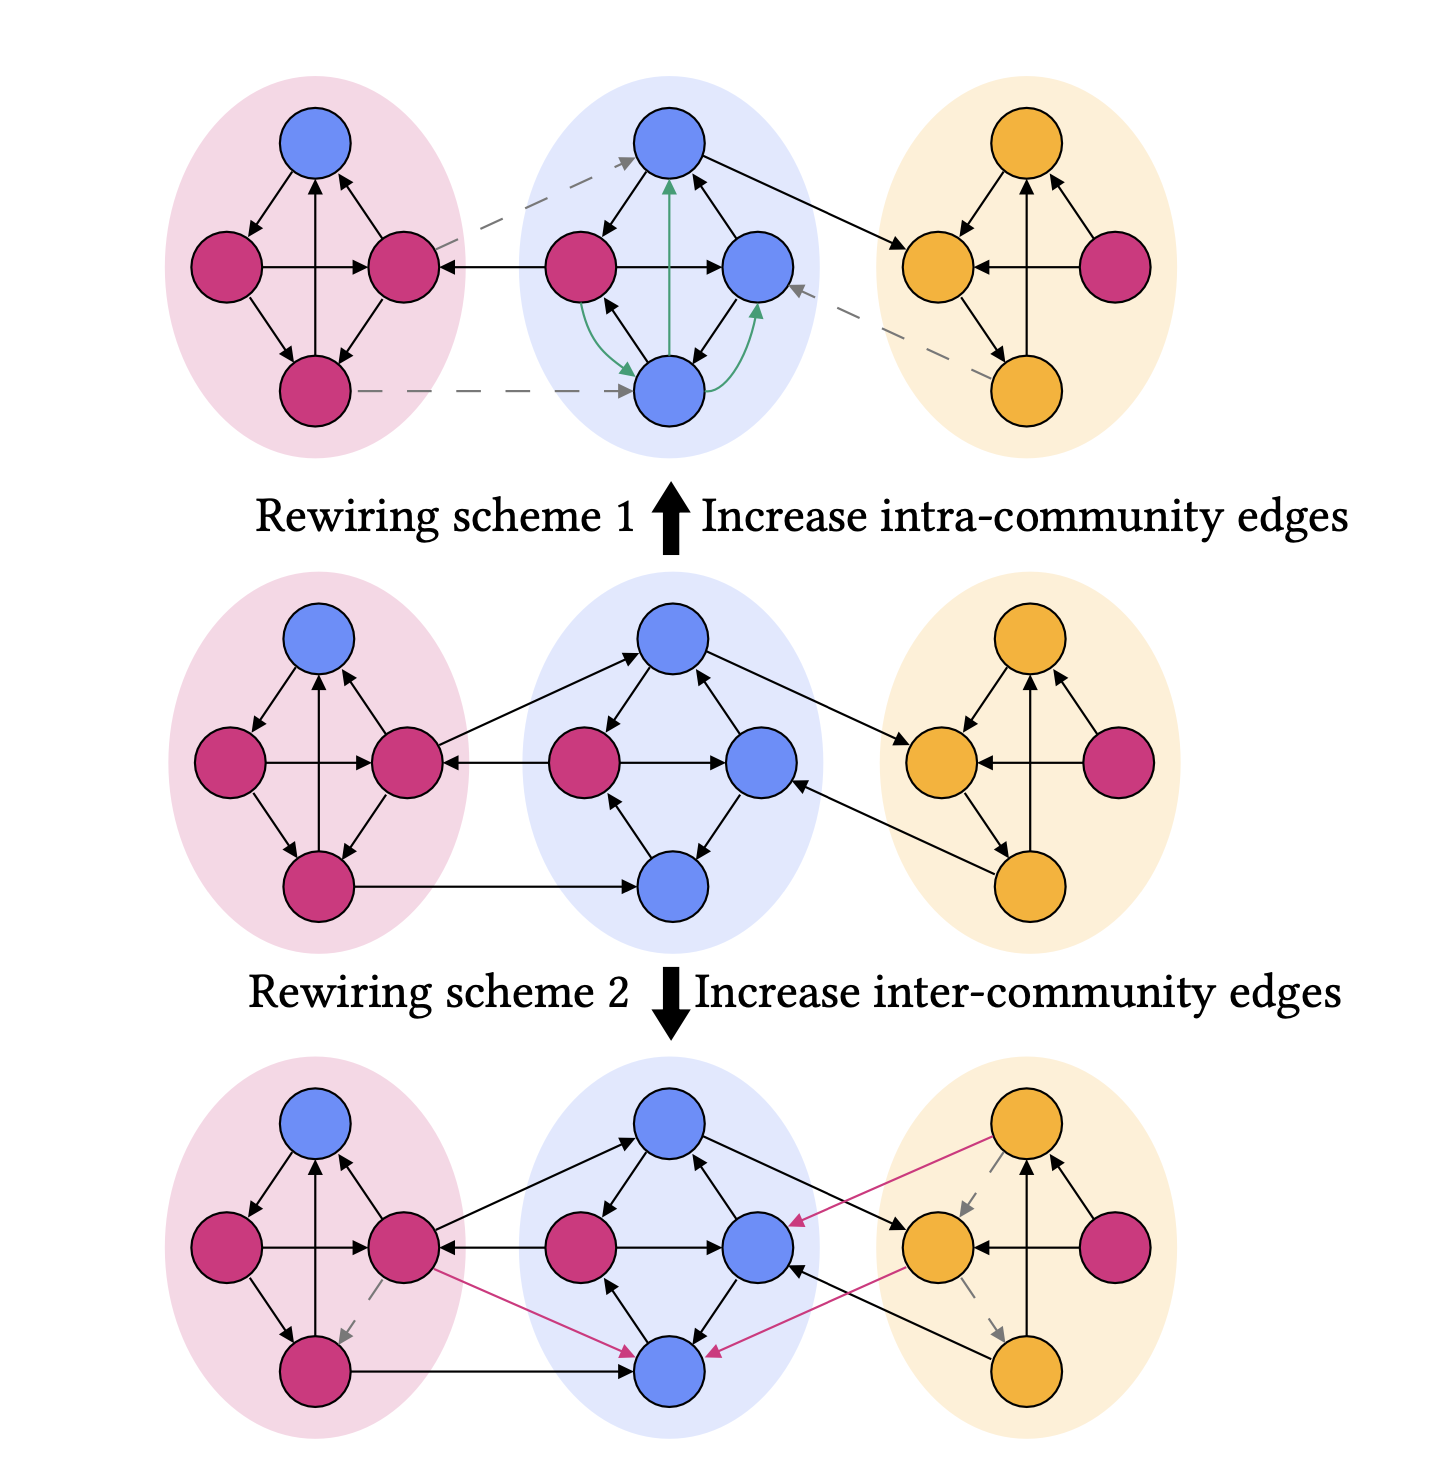 Rewiring scheme 1 Increase intra-community edges
Rewiring scheme 2 Increase inter-community edges